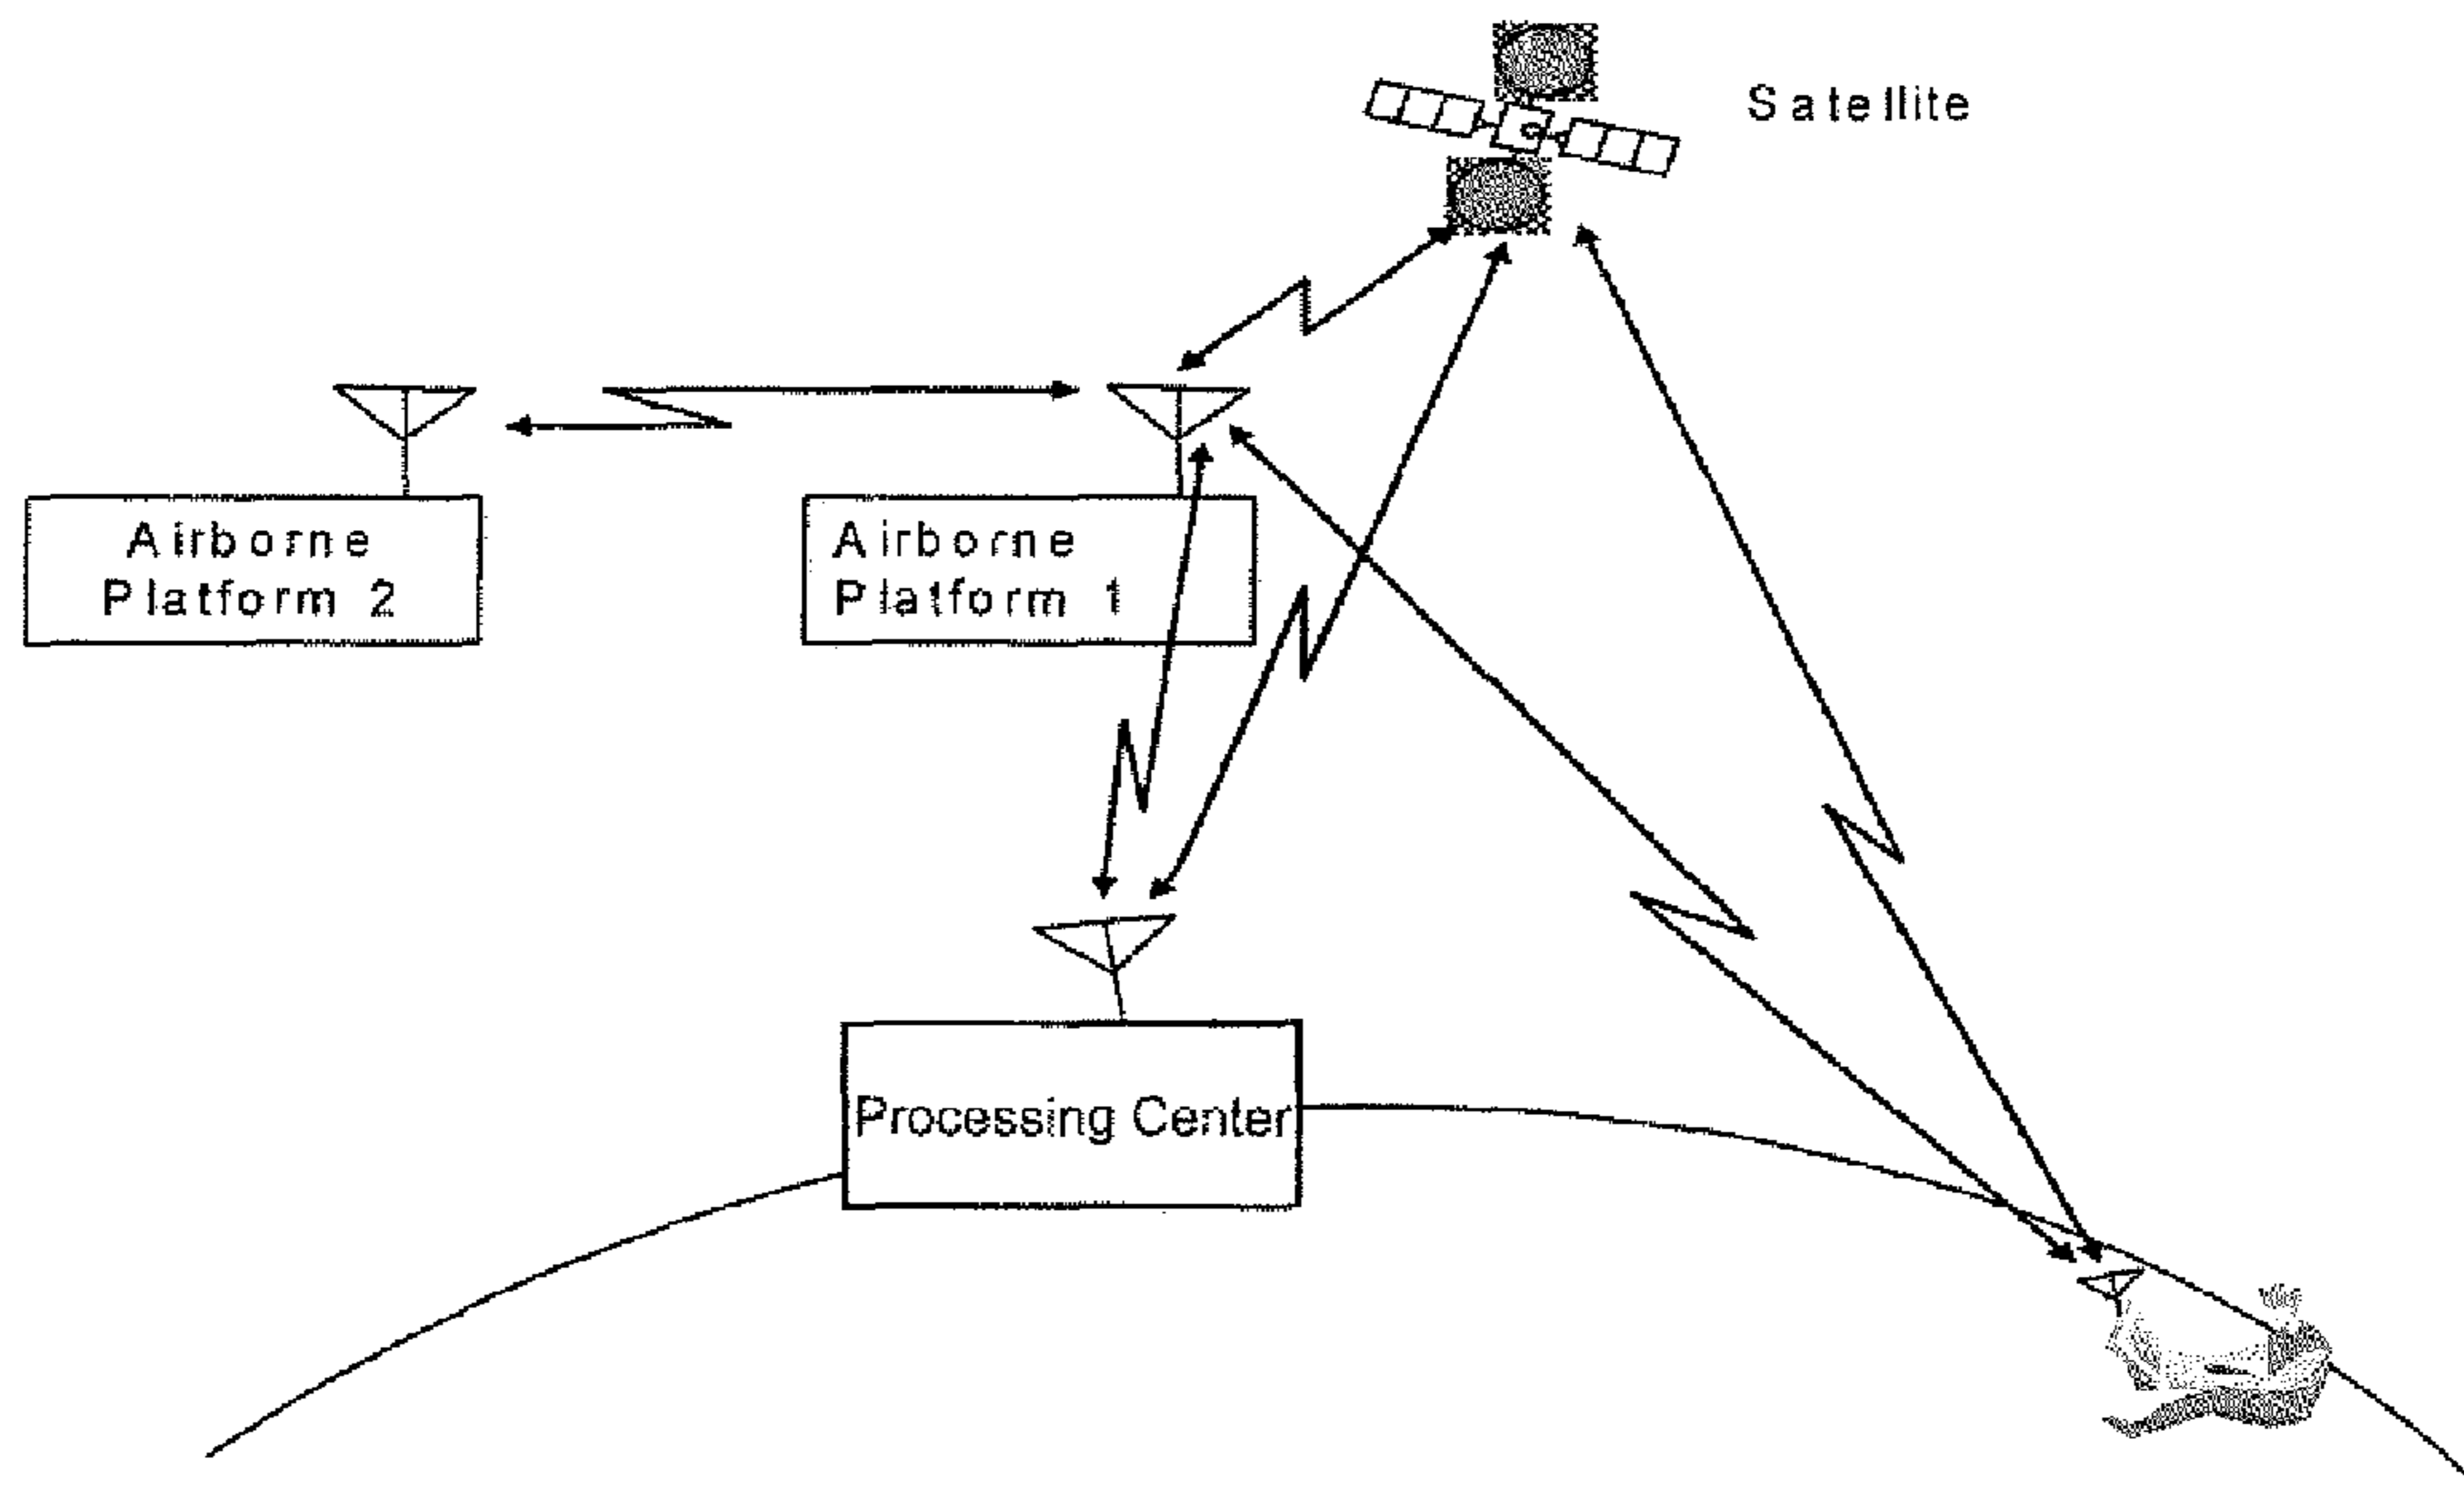 Satellite
Airborne
Platform 2
Airborne
Platform 1
Processing Center